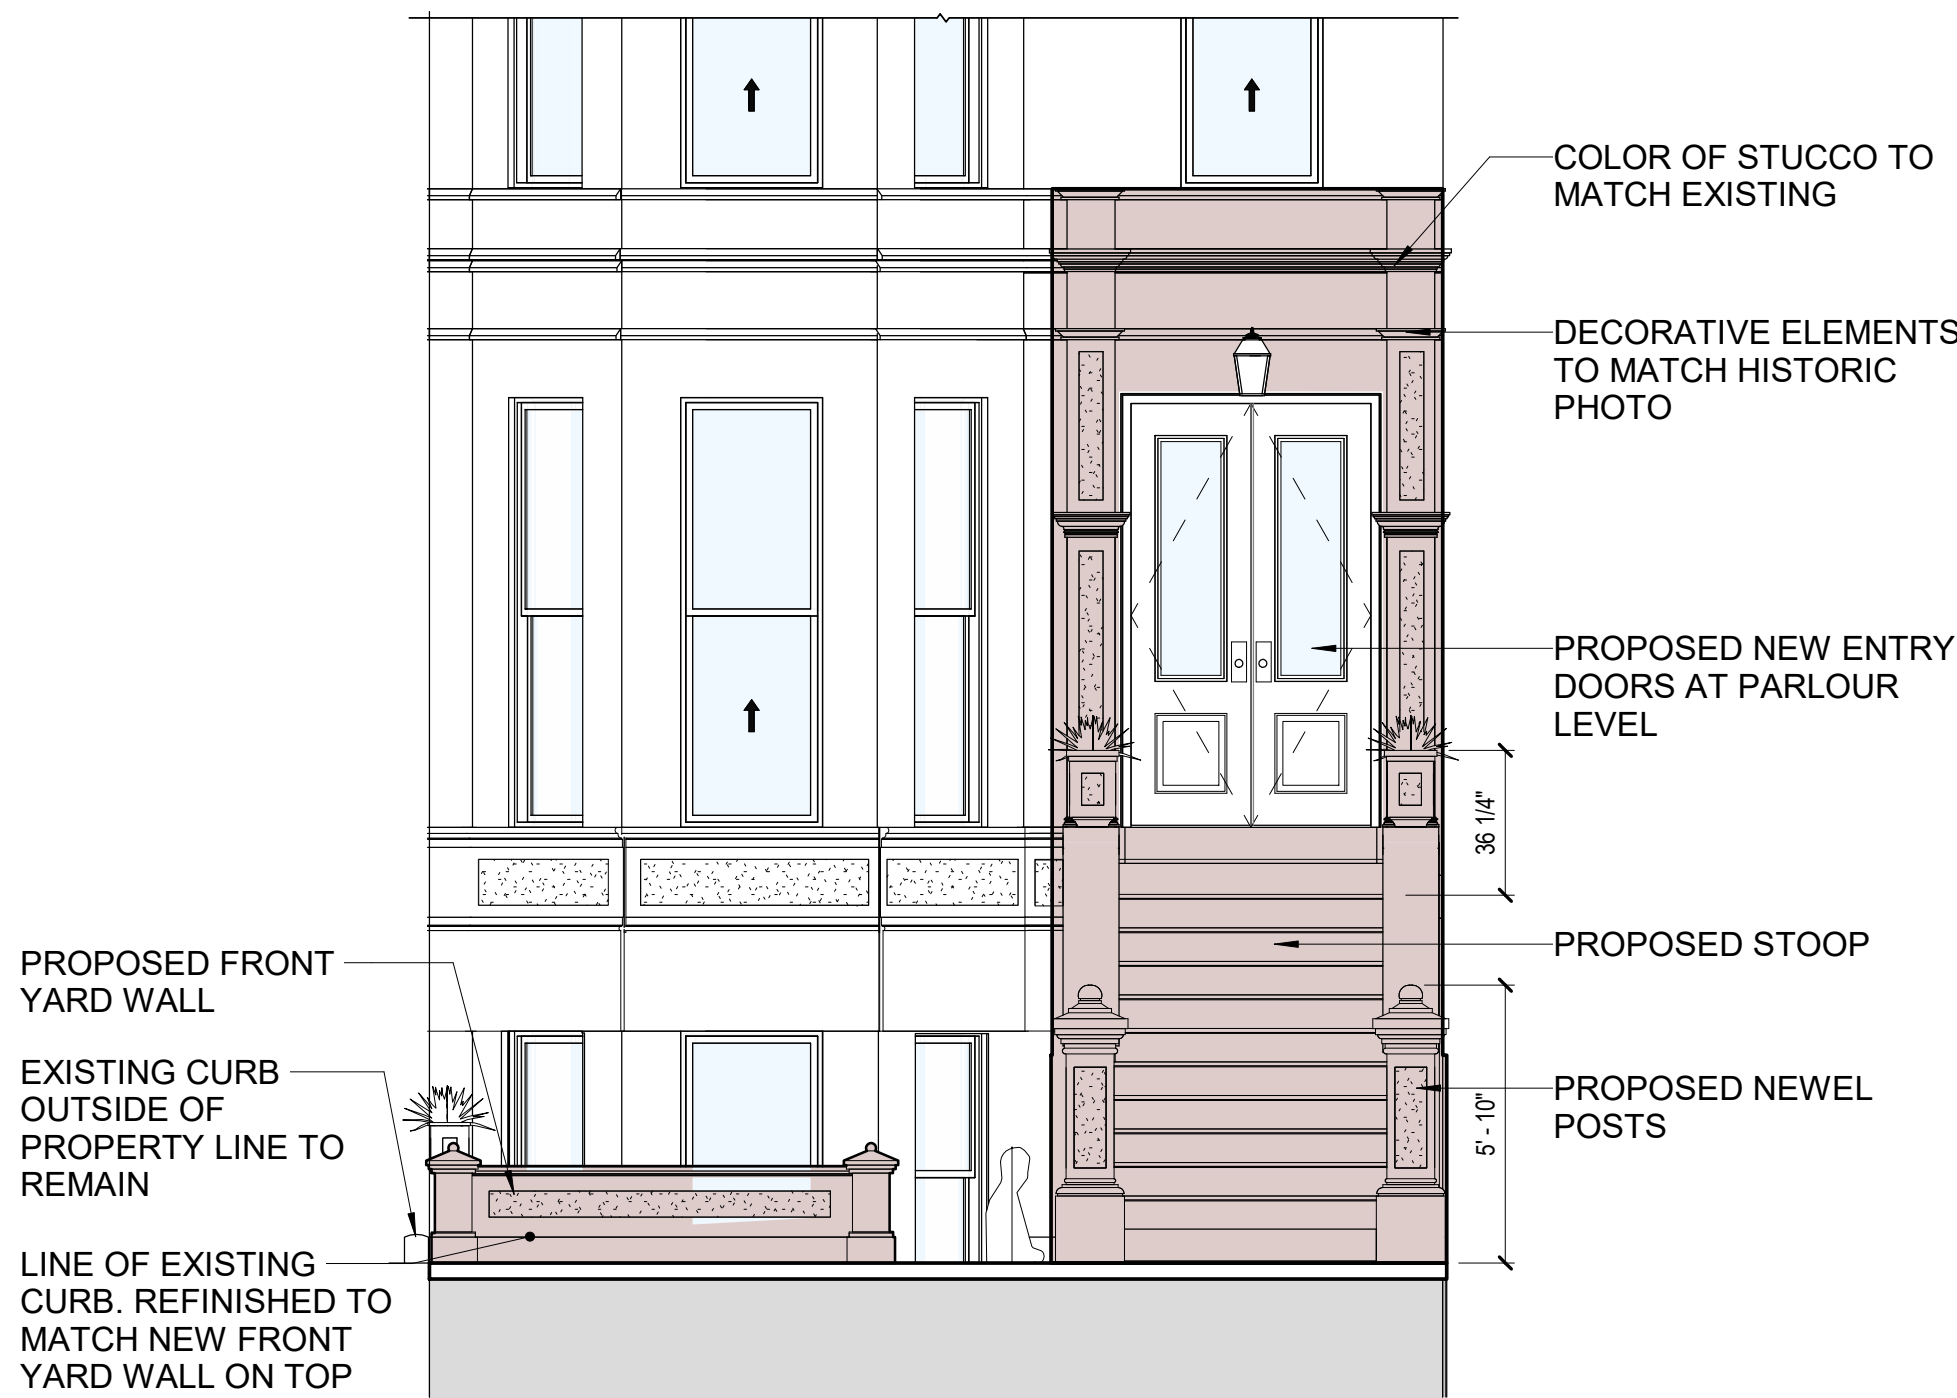 COLOR OF STUCCO TO
MATCH EXISTING
DECORATIVE ELEMENTS
TO MATCH HISTORIC
PHOTO
PROPOSED NEW ENTRY
DOORS AT PARLOUR
LEVEL
36 1/4"
PROPOSED STOOP
5' - 10"
PROPOSED NEWEL
POSTS
PROPOSED FRONT
YARD WALL
EXISTING CURB
OUTSIDE OF
PROPERTY LINE TO
REMAIN
LINE OF EXISTING
CURB. REFINISHED TO
MATCH NEW FRONT
YARD WALL ON TOP